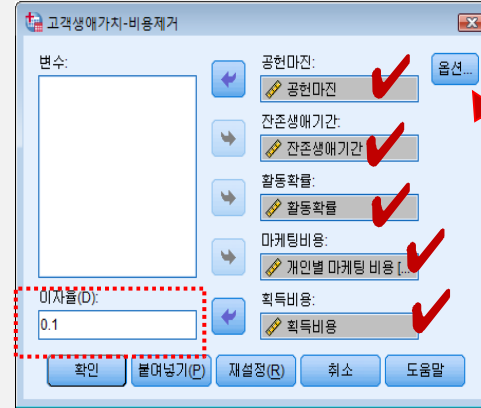 고객생애가치-비용제거
변수:
공헌마진:
공헌마진
옵션...
잔존생애기간:
잔존생애기간
활동확률:
활동확률
마케팅비용:
개인별 마케팅 비용 [...
이자율(D):
0.1
획득비용:
획득비용
확인 붙여넣기(P) 재설정(R) 취소 도움말